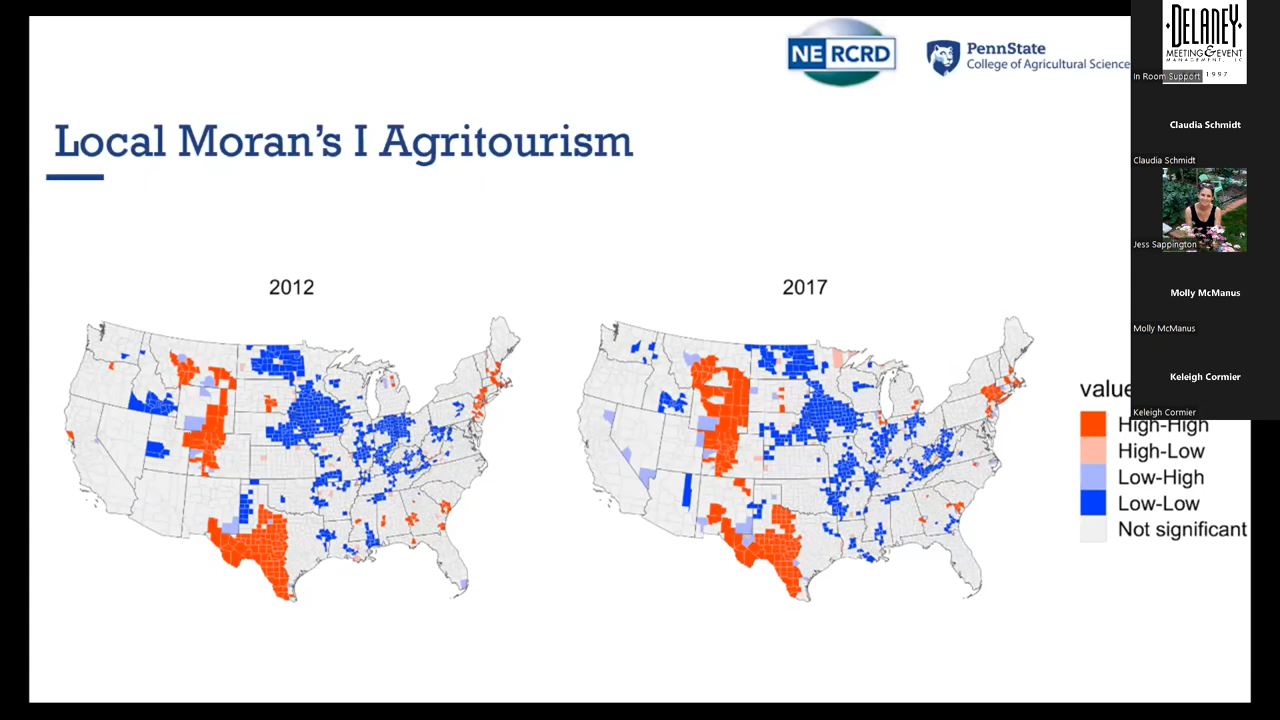 NERCRD
PennState
College of Agricultural Science
Local Moran's I Agritourism
2012
2017
value
High-High
High-Low
Low-High
Low-Low
Not significant
DELANEY
MEETING & EVENT
1997
In Room Support
Claudia Schmidt
Claudia Schmidt
Jess Sappington
Molly McManus
Molly McManus
Keleigh Cormier
Keleigh Cormier